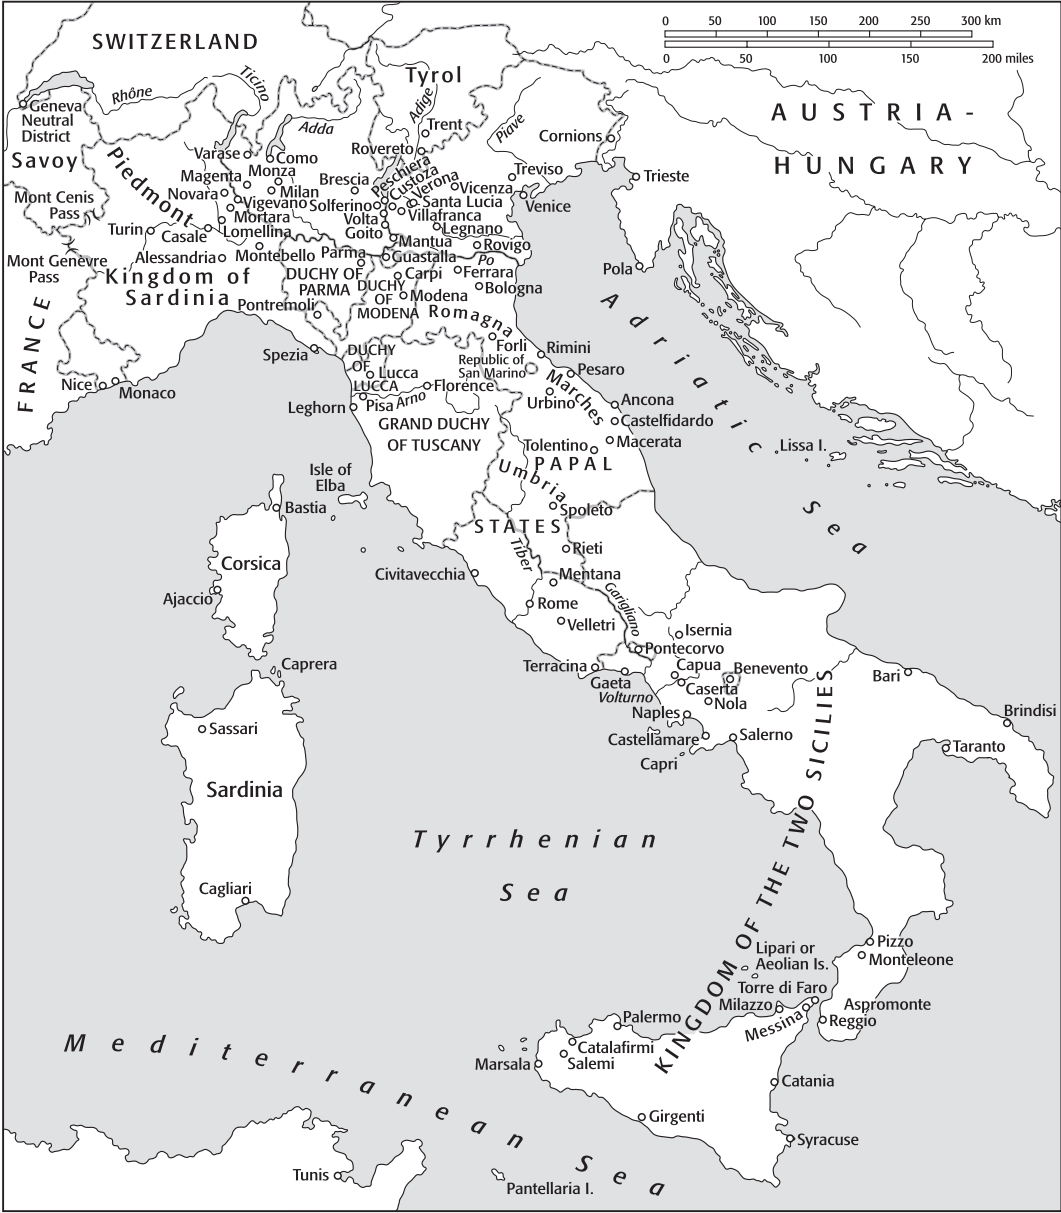 0 50 100 150 200 250 300 km
0 50 100 150 200 miles
SWITZERLAND
Tyrol
AUSTRIA-
HUNGARY
Rhône
Ticino
Adda
Adige
Piave
Geneva
Neutral
District
Savoy
Piedmont
Trent
Rovereto
Cornions
Varase
Como
Magenta
Monza
Novara
Milan
Vigevano
Mortara
Lomellina
Brescia
Solferino
Volta
Goito
Peschiera
Custoza
Verona
Vicenza
Santa Lucia
Villafranca
Legnano
Treviso
Venice
Trieste
Mont Cenis
Pass
Turin
Casale
Mantua
Rovigo
Mont Genèvre
Pass
Alessandria
Montebello
Parma
Guastalla
Po
Pola
Kingdom of
Sardinia
DUCHY OF
PARMA
DUCHY
OF
MODENA
Carpi
Ferrara
Modena
Bologna
Pontremoli
Romagna
Forli
Rimini
FRANCE
Spezia
DUCHY
OF
LUCCA
Lucca
Republic of
San Marino
Pesaro
Nice
Monaco
Florence
Marches
Urbino
Leghorn
Pisa
Arno
Ancona
Castelfidardo
GRAND DUCHY
OF TUSCANY
Macerata
Tolentino
Lissa I.
Adriatic Sea
PAPAL
STATES
Umbria
Isle of
Elba
Bastia
Spoleto
Corsica
Tiber
Rieti
Civitavecchia
Mentana
Ajaccio
Rome
Garigliano
Velletri
Isernia
Pontecorvo
Caprera
Terracina
Capua
Benevento
Bari
Gaeta
Caserta
Volturno
Nola
Naples
Brindisi
Sassari
Castellamare
Salerno
Taranto
Capri
Sardinia
KINGDOM OF THE TWO SICILIES
Tyrrhenian
Sea
Cagliari
Pizzo
Monteleone
Lipari or
Aeolian Is.
Torre di Faro
Milazzo
Messina
Aspromonte
Reggio
Palermo
Catalafirmi
Salemi
Marsala
Catania
Girgenti
Syracuse
Mediterranean Sea
Tunis
Pantellaria I.